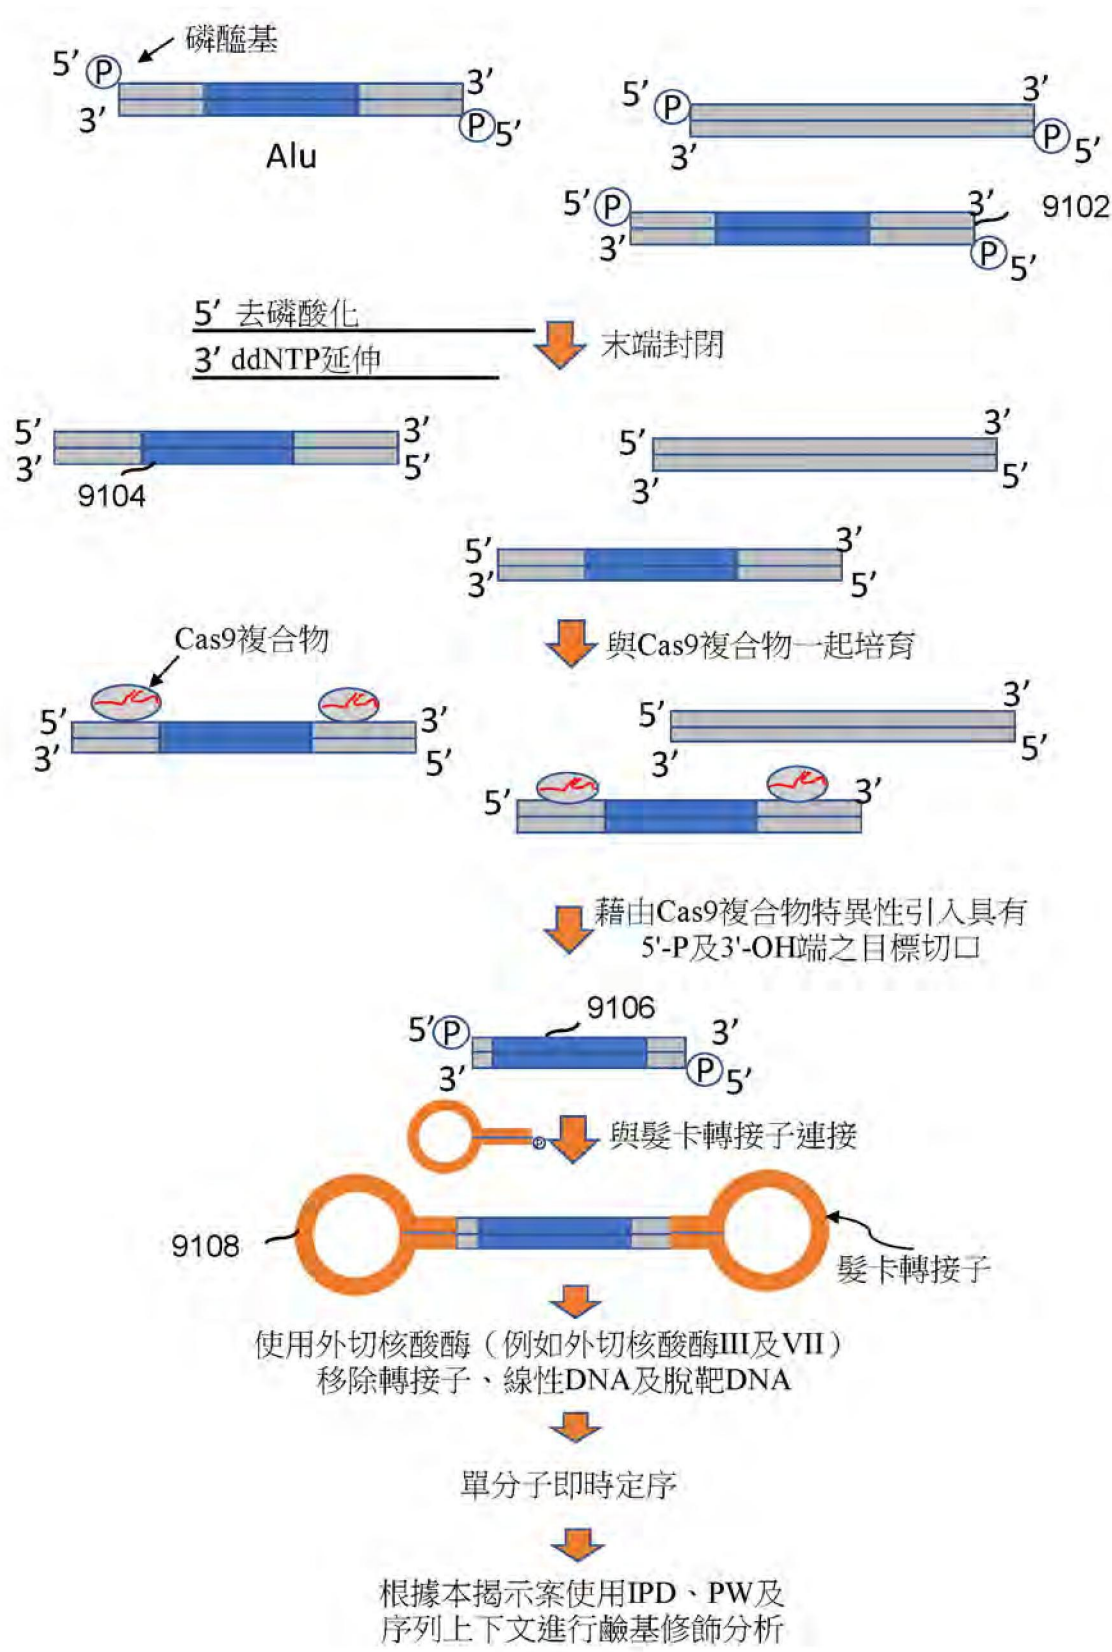 磷醯基
5’ P 3’
3’ P 5’
Alu
5’ P 3’
3’ P 5’
5’ P 3’ 9102
3’ P 5’
5’ 去磷酸化
3’ ddNTP延伸
末端封閉
5’ 3’
3’ 5’
9104
5’ 3’
3’ 5’
5’ 3’
3’ 5’
Cas9複合物
與Cas9複合物一起培育
5’ 3’
3’ 5’
5’ 3’
3’ 5’
5’ 3’
藉由Cas9複合物特異性引入具有
5'-P及3'-OH端之目標切口
9106
5’ P 3’
3’ P 5’
P
與髮卡轉接子連接
9108
髮卡轉接子
使用外切核酸酶（例如外切核酸酶III及VII）
移除轉接子、線性DNA及脫靶DNA
單分子即時定序
根據本揭示案使用IPD、PW及
序列上下文進行鹼基修飾分析